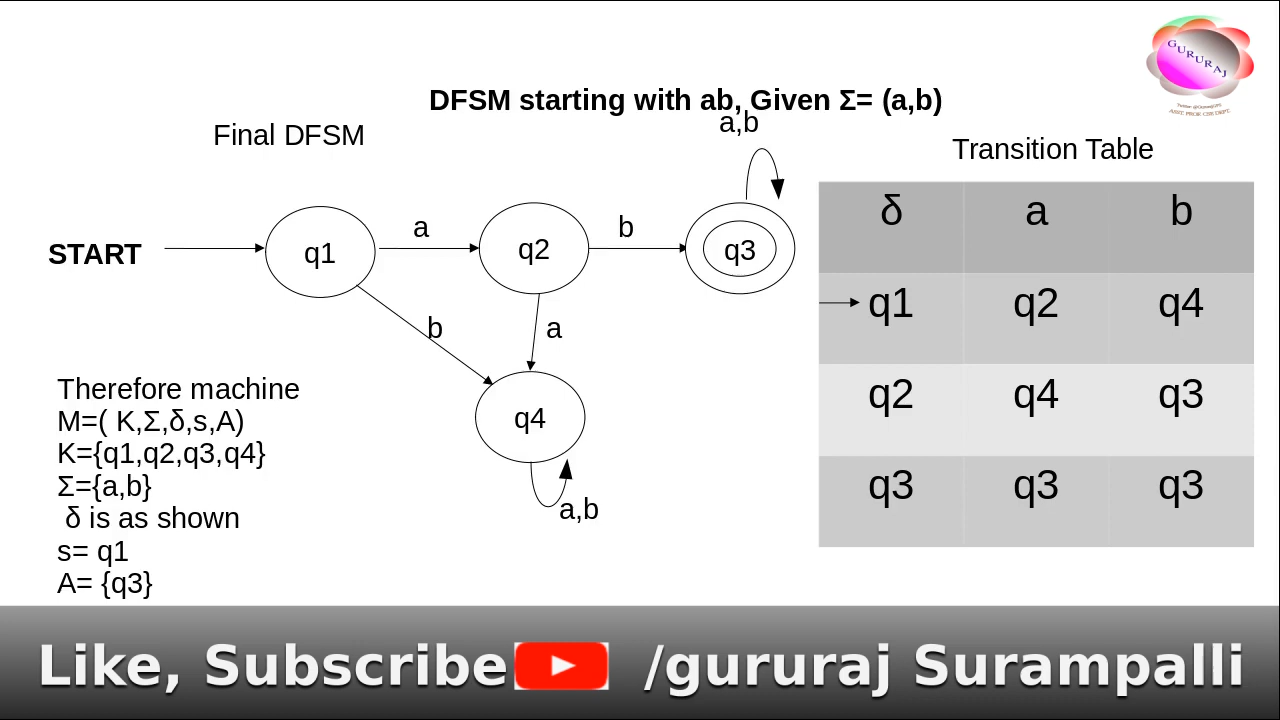 DFSM starting with ab, Given Σ= (a,b)
GURURAJ
Final DFSM
a,b
Transition Table
START
q1
a
q2
b
q3
b
a
q4
a,b
δ a b
q1 q2 q4
q2 q4 q3
q3 q3 q3
Therefore machine
M=( K,Σ,δ,s,A)
K={q1,q2,q3,q4}
Σ={a,b}
δ is as shown
s= q1
A= {q3}
Like, Subscribe /gururaj Surampalli